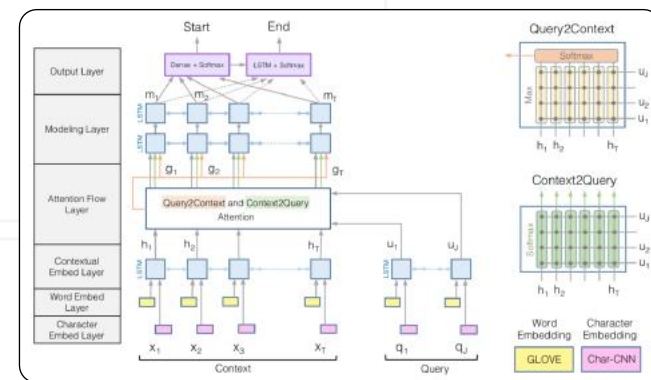 Start End
Query2Context
Output Layer
Dense + Softmax
LSTM + Softmax
Softmax
Max
uJ
u2
u1
m1 m2 mT
Modeling Layer
LSTM
LSTM
h1 h2 hT
g1 g2 gT
Attention Flow
Layer
Query2Context and Context2Query
Attention
Context2Query
Softmax
uJ
u2
u1
h1 h2 hT
h1 h2 hT
u1 uJ
Contextual
Embed Layer
LSTM
LSTM
Word Embed
Layer
Character
Embed Layer
x1 x2 x3 xT
q1 qJ
Context
Query
Word
Embedding
GLOVE
Character
Embedding
Char-CNN